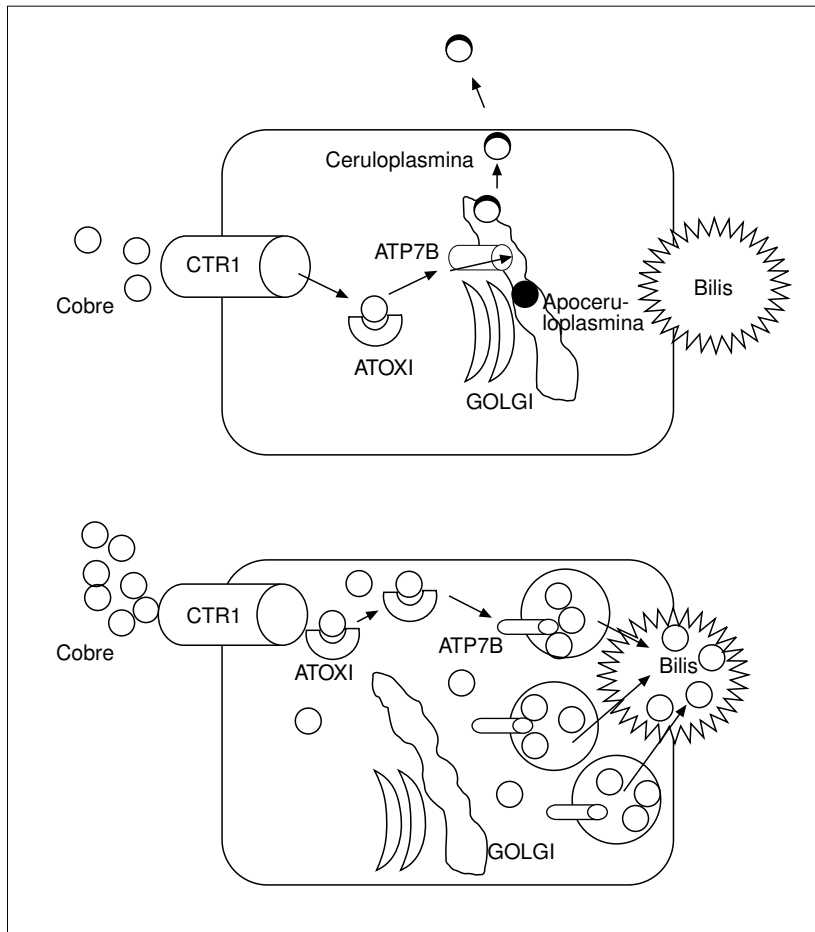 Ceruloplasmina
ATP7B
CTR1
Cobre
Apoceru-
loplasmina
Bilis
ATOXI
GOLGI
CTR1
Cobre
ATOXI
ATP7B
Bilis
GOLGI